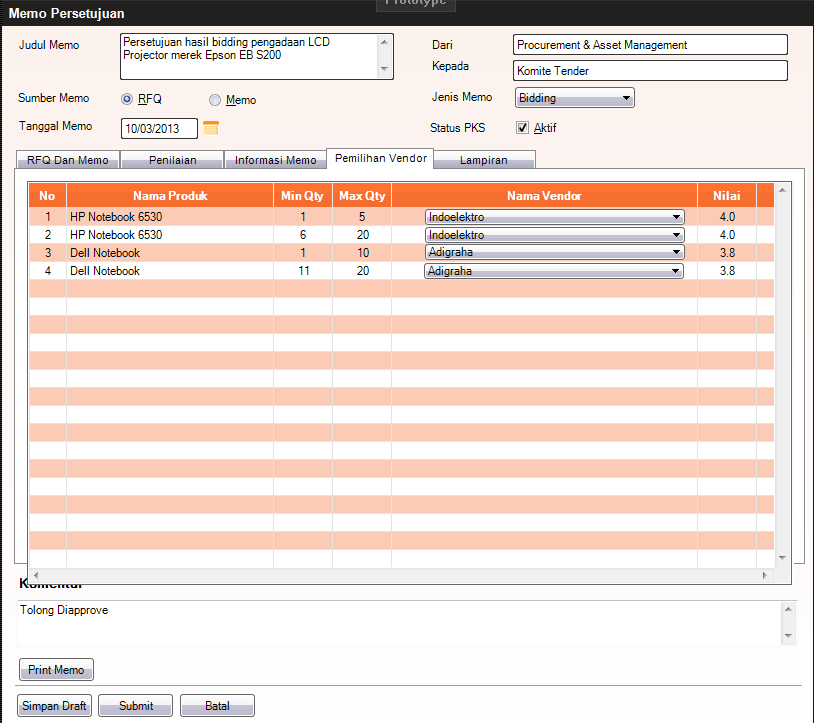 Prototype
Memo Persetujuan
Judul Memo
Persetujuan hasil bidding pengadaan LCD
Projector merek Epson EB S200
Dari
Procurement & Asset Management
Kepada
Komite Tender
Sumber Memo
RFQ
Memo
Jenis Memo
Bidding
Tanggal Memo
10/03/2013
Status PKS
Aktif
RFQ Dan Memo
Penilaian
Informasi Memo
Pemilihan Vendor
Lampiran
No Nama Produk Min Qty Max Qty Nama Vendor Nilai
1 HP Notebook 6530 1 5 Indoelektro 4.0
2 HP Notebook 6530 6 20 Indoelektro 4.0
3 Dell Notebook 1 10 Adigraha 3.8
4 Dell Notebook 11 20 Adigraha 3.8
Komentar
Tolong Diapprove
Print Memo
Simpan Draft
Submit
Batal